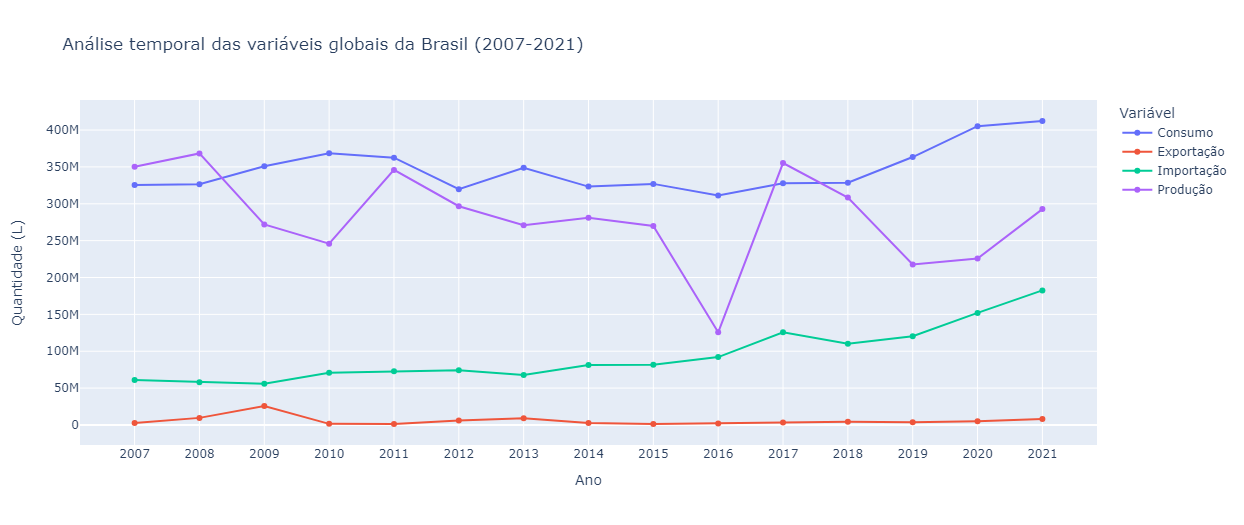 Análise temporal das variáveis globais da Brasil (2007-2021)
Variável
Consumo
Exportação
Importação
Produção
Quantidade (L)
400M
350M
300M
250M
200M
150M
100M
50M
0
2007 2008 2009 2010 2011 2012 2013 2014 2015 2016 2017 2018 2019 2020 2021
Ano